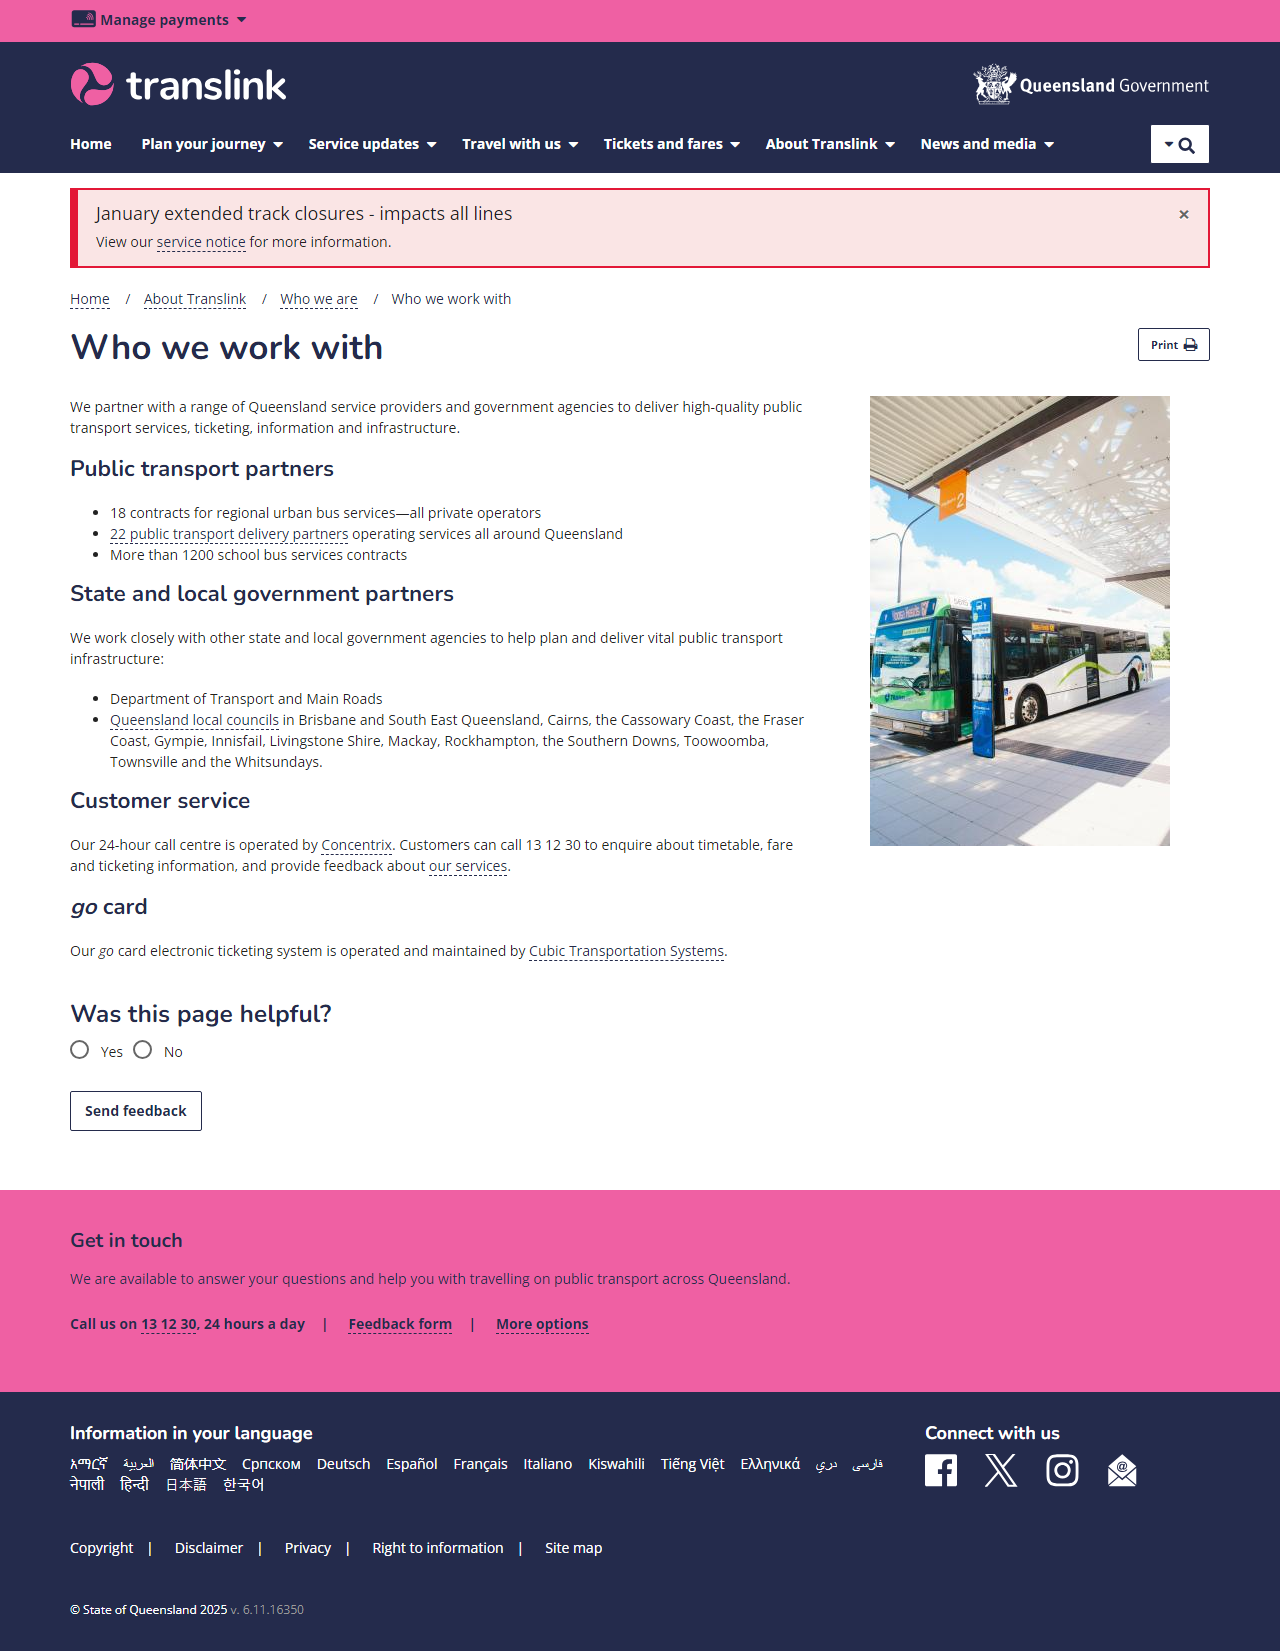 Manage payments
translink
Queensland Government
Home Plan your journey Service updates Travel with us Tickets and fares About Translink News and media
January extended track closures - impacts all lines ×
View our service notice for more information.
Home / About Translink / Who we are / Who we work with
Who we work with
Print
We partner with a range of Queensland service providers and government agencies to deliver high-quality public
transport services, ticketing, information and infrastructure.
Public transport partners
• 18 contracts for regional urban bus services—all private operators
• 22 public transport delivery partners operating services all around Queensland
• More than 1200 school bus services contracts
State and local government partners
We work closely with other state and local government agencies to help plan and deliver vital public transport
infrastructure:
• Department of Transport and Main Roads
• Queensland local councils in Brisbane and South East Queensland, Cairns, the Cassowary Coast, the Fraser
Coast, Gympie, Innisfail, Livingstone Shire, Mackay, Rockhampton, the Southern Downs, Toowoomba,
Townsville and the Whitsundays.
Customer service
Our 24-hour call centre is operated by Concentrix. Customers can call 13 12 30 to enquire about timetable, fare
and ticketing information, and provide feedback about our services.
go card
Our go card electronic ticketing system is operated and maintained by Cubic Transportation Systems.
2
Was this page helpful?
Yes No
Send feedback
Get in touch
We are available to answer your questions and help you with travelling on public transport across Queensland.
Call us on 13 12 30, 24 hours a day | Feedback form | More options
Information in your language
አማርኛ العربية 简体中文 Српском Deutsch Español Français Italiano Kiswahili Tiếng Việt Ελληνικά دري فارسی
नेपाली हिन्दी 日本語 한국어
Connect with us
Copyright | Disclaimer | Privacy | Right to information | Site map
© State of Queensland 2025 v. 6.11.16350